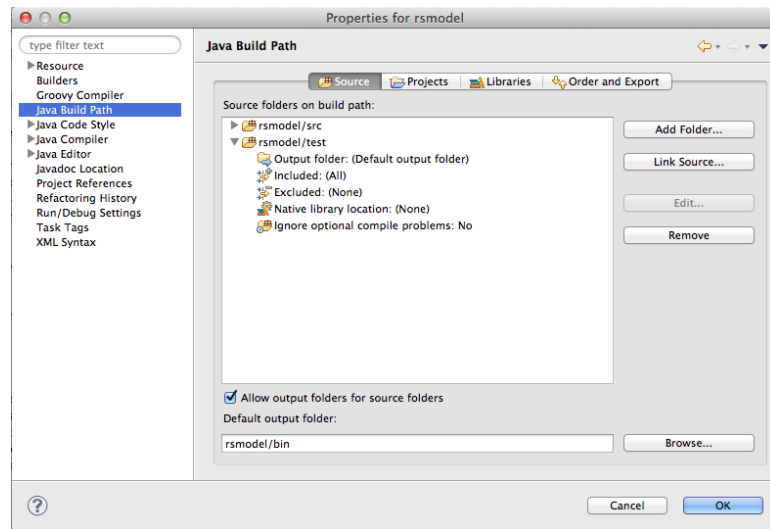 Properties for rsmodel
type filter text
Resource
Builders
Groovy Compiler
Java Build Path
Java Code Style
Java Compiler
Java Editor
Javadoc Location
Project References
Refactoring History
Run/Debug Settings
Task Tags
XML Syntax
Java Build Path
Source Projects Libraries Order and Export
Source folders on build path:
rsmodel/src
rsmodel/test
Output folder: (Default output folder)
Included: (All)
Excluded: (None)
Native library location: (None)
Ignore optional compile problems: No
Add Folder...
Link Source...
Edit...
Remove
Allow output folders for source folders
Default output folder:
rsmodel/bin
Browse...
?
Cancel
OK